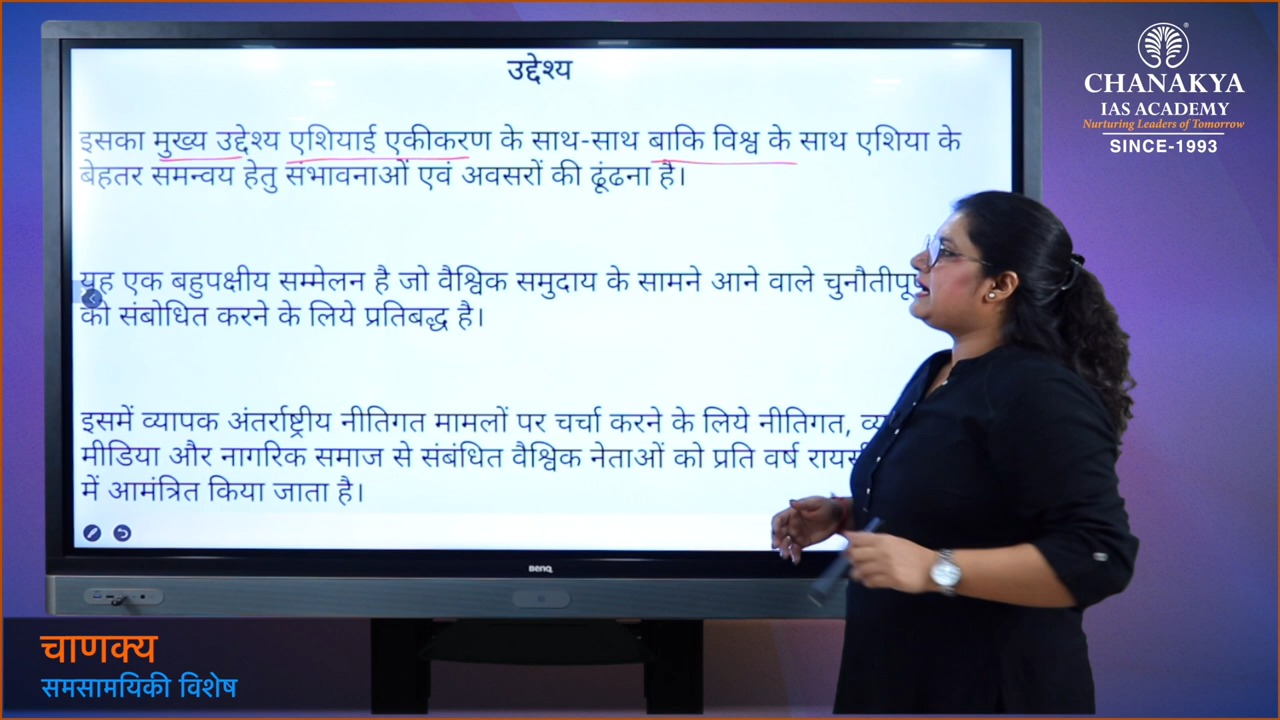 उद्देश्य
इसका मुख्य उद्देश्य एशियाई एकीकरण के साथ-साथ बाकि विश्व के साथ एशिया के
बेहतर समन्वय हेतु संभावनाओं एवं अवसरों की ढूंढना है।
यह एक बहुपक्षीय सम्मेलन है जो वैश्विक समुदाय के सामने आने वाले
को संबोधित करने के लिये प्रतिबद्ध है।
इसमें व्यापक अंतर्राष्ट्रीय नीतिगत मामलों पर चर्चा करने के लिये नीतिगत,
मीडिया और नागरिक समाज से संबंधित वैश्विक नेताओं को प्रति वर्ष
में आमंत्रित किया जाता है।
BenQ
CHANAKYA
IAS ACADEMY
Nurturing Leaders of Tomorrow
SINCE-1993
चाणक्य
समसामयिकी विशेष